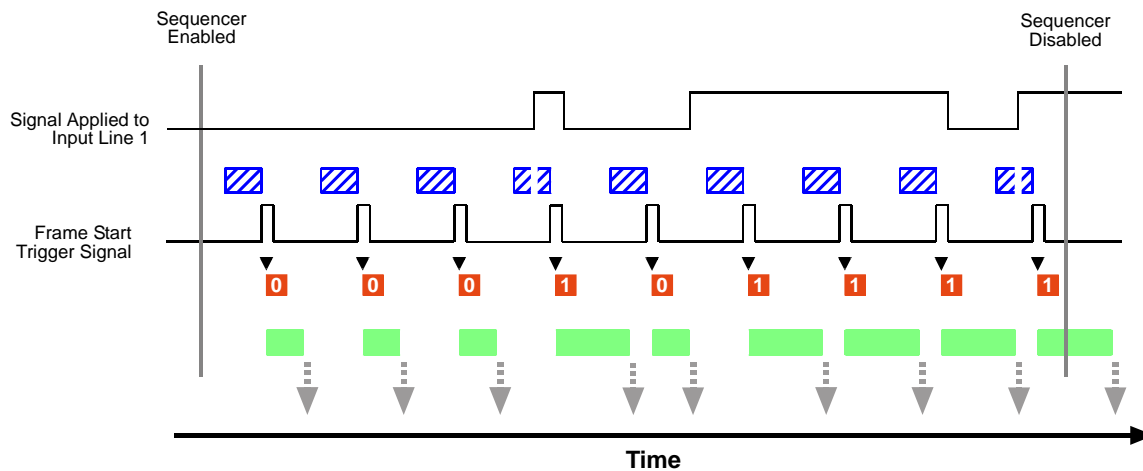 Sequencer
Enabled
Sequencer
Disabled
Signal Applied to
Input Line 1
Frame Start
Trigger Signal
0 0 0 1 0 1 1 1 1
Time